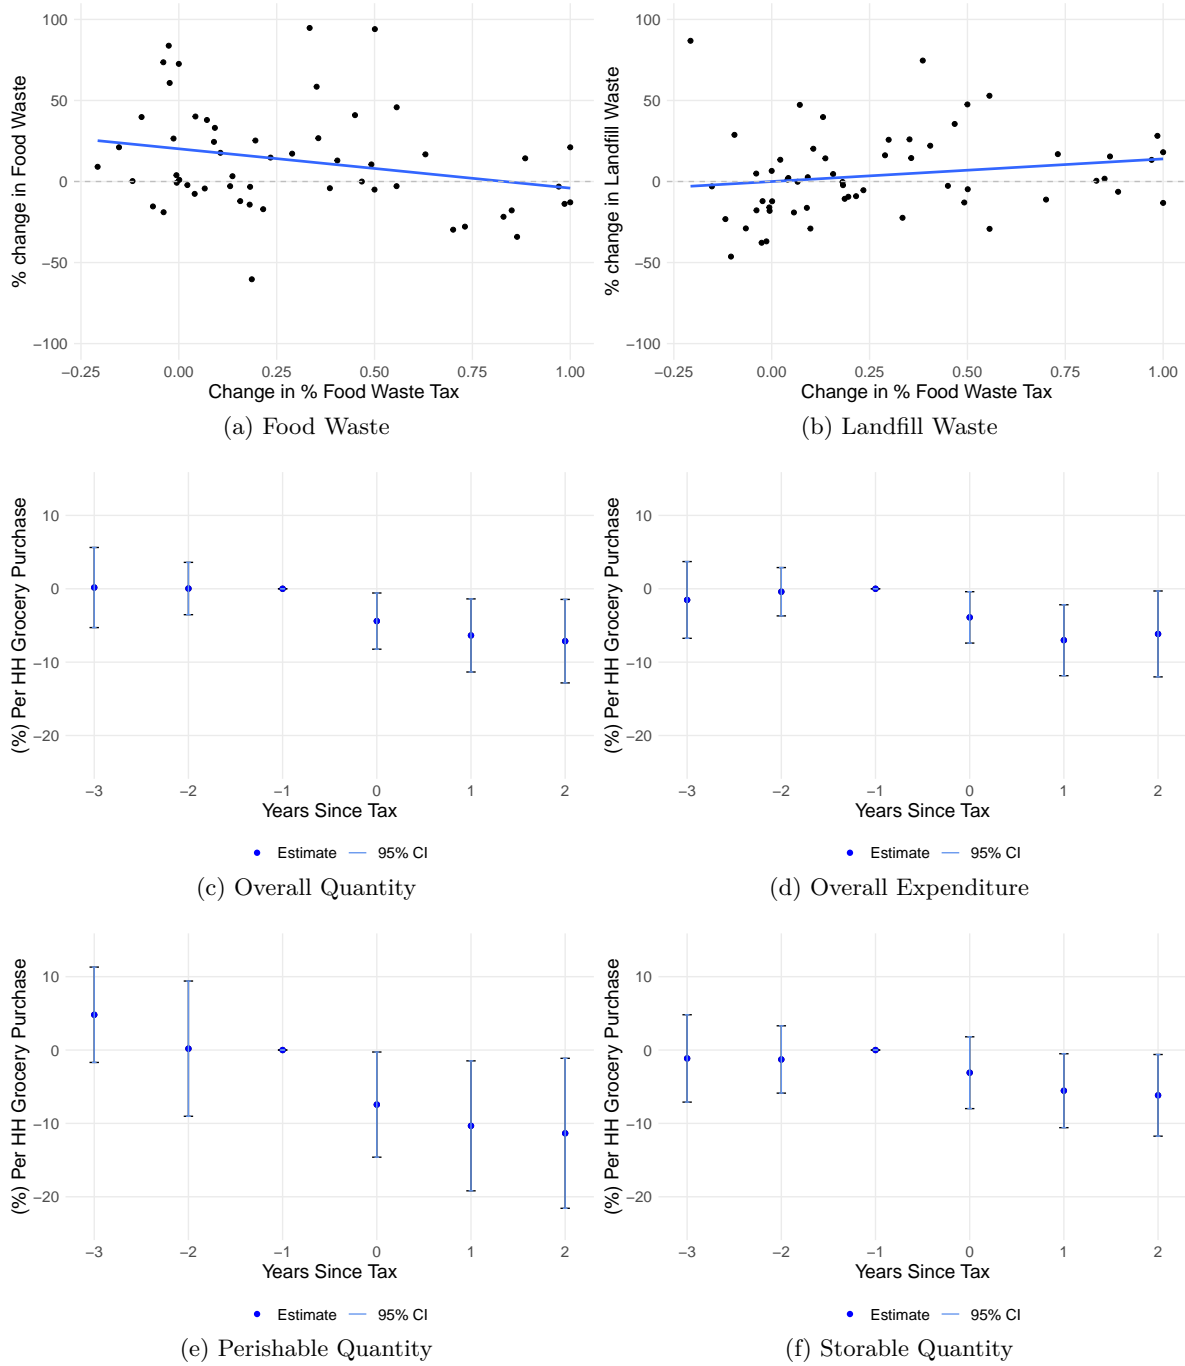 % change in Food Waste
100
50
0
−50
−100
−0.25 0.00 0.25 0.50 0.75 1.00
Change in % Food Waste Tax
(a) Food Waste
% change in Landfill Waste
100
50
0
−50
−100
−0.25 0.00 0.25 0.50 0.75 1.00
Change in % Food Waste Tax
(b) Landfill Waste
(%) Per HH Grocery Purchase
10
0
−10
−20
−3 −2 −1 0 1 2
Years Since Tax
Estimate 95% CI
(c) Overall Quantity
(%) Per HH Grocery Purchase
10
0
−10
−20
−3 −2 −1 0 1 2
Years Since Tax
Estimate 95% CI
(d) Overall Expenditure
(%) Per HH Grocery Purchase
10
0
−10
−20
−3 −2 −1 0 1 2
Years Since Tax
Estimate 95% CI
(e) Perishable Quantity
(%) Per HH Grocery Purchase
10
0
−10
−20
−3 −2 −1 0 1 2
Years Since Tax
Estimate 95% CI
(f) Storable Quantity